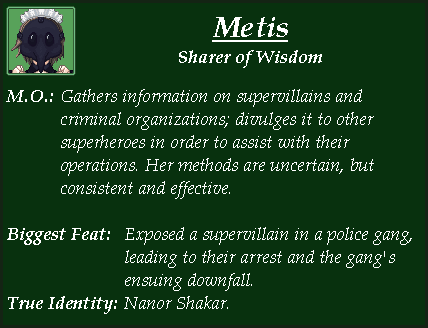 Metis
Sharer of Wisdom
M.O.: Gathers information on supervillains and
criminal organizations; divulges it to other
superheroes in order to assist with their
operations. Her methods are uncertain, but
consistent and effective.
Biggest Feat: Exposed a supervillain in a police gang,
leading to their arrest and the gang's
ensuing downfall.
True Identity: Nanor Shakar.